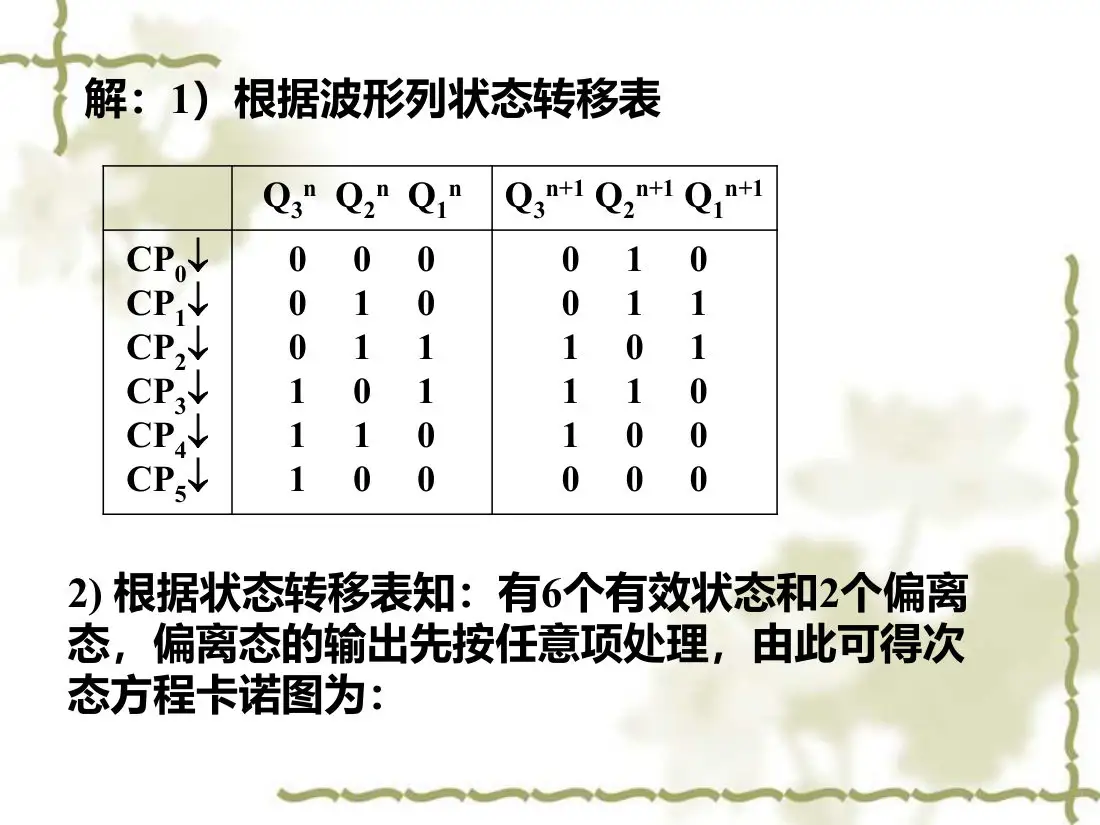 解：1）根据波形列状态转移表
Q₃ⁿ Q₂ⁿ Q₁ⁿ Q₃ⁿ⁺¹ Q₂ⁿ⁺¹ Q₁ⁿ⁺¹
CP₀↓ 0 0 0 0 1 0
CP₁↓ 0 1 0 0 1 1
CP₂↓ 0 1 1 1 0 1
CP₃↓ 1 0 1 1 1 0
CP₄↓ 1 1 0 1 0 0
CP₅↓ 1 0 0 0 0 0
2) 根据状态转移表知：有6个有效状态和2个偏离
态，偏离态的输出先按任意项处理，由此可得次
态方程卡诺图为：